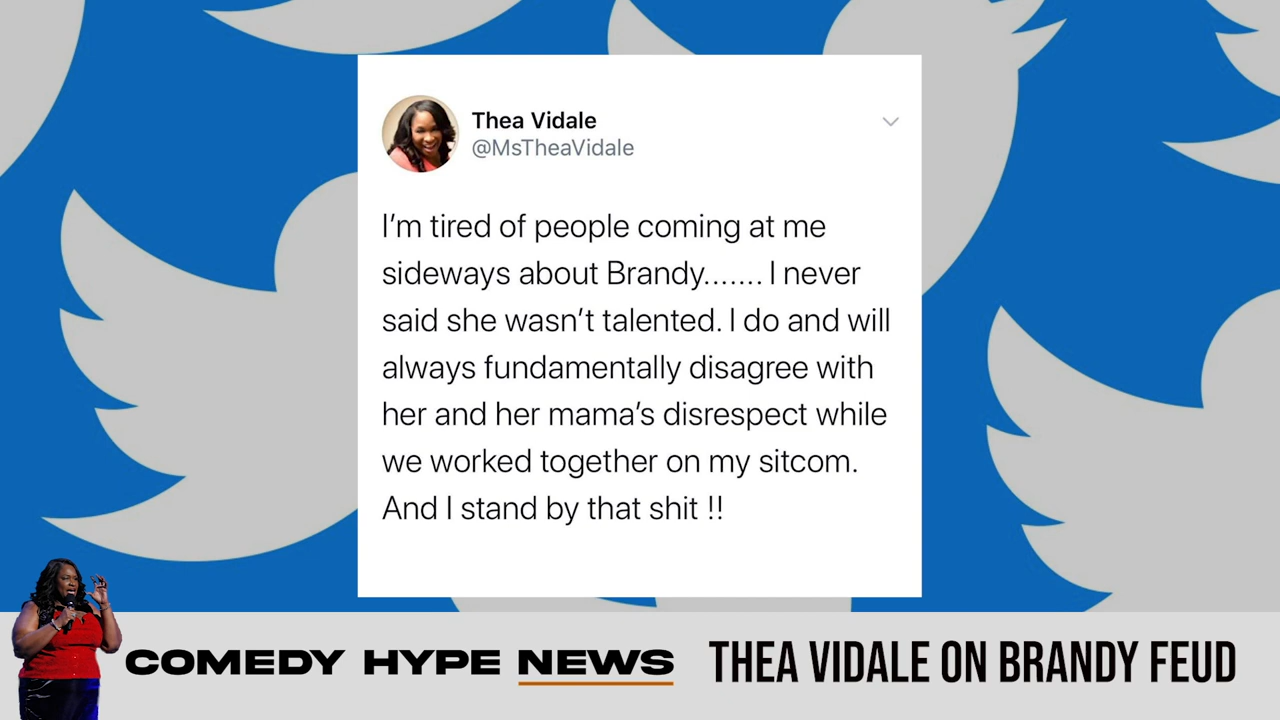 Thea Vidale
@MsTheaVidale
I’m tired of people coming at me
sideways about Brandy....... I never
said she wasn’t talented. I do and will
always fundamentally disagree with
her and her mama’s disrespect while
we worked together on my sitcom.
And I stand by that shit !!
COMEDY HYPE NEWS
THEA VIDALE ON BRANDY FEUD